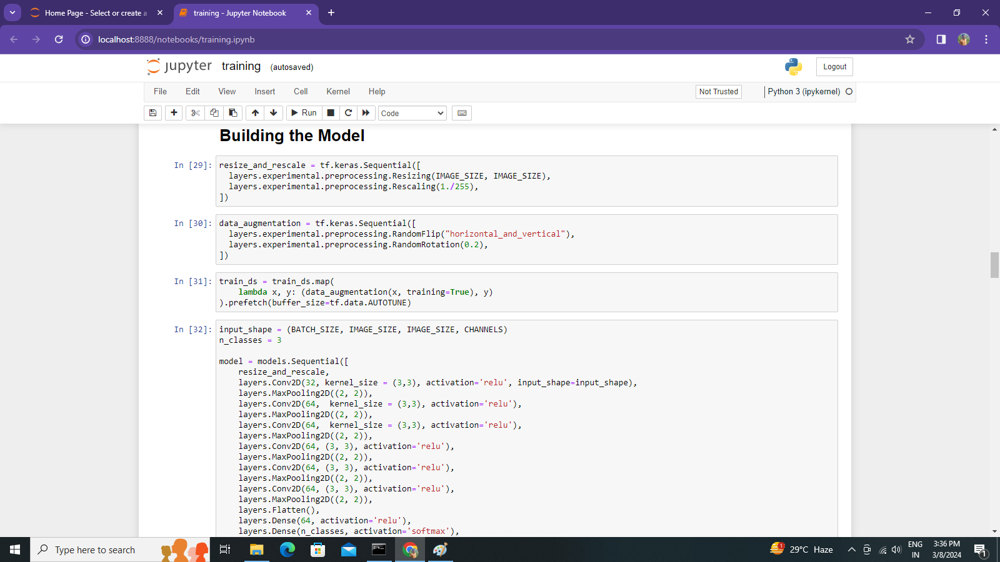 Home Page - Select or create a
training - Jupyter Notebook
localhost:8888/notebooks/training.ipynb
jupyter training (autosaved)
Logout
File Edit View Insert Cell Kernel Help
Not Trusted
Python 3 (ipykernel)
Run
Code
Building the Model
In [29]: resize_and_rescale = tf.keras.Sequential([
layers.experimental.preprocessing.Resizing(IMAGE_SIZE, IMAGE_SIZE),
layers.experimental.preprocessing.Rescaling(1./255),
])
In [30]: data_augmentation = tf.keras.Sequential([
layers.experimental.preprocessing.RandomFlip("horizontal_and_vertical"),
layers.experimental.preprocessing.RandomRotation(0.2),
])
In [31]: train_ds = train_ds.map(
lambda x, y: (data_augmentation(x, training=True), y)
).prefetch(buffer_size=tf.data.AUTOTUNE)
In [32]: input_shape = (BATCH_SIZE, IMAGE_SIZE, IMAGE_SIZE, CHANNELS)
n_classes = 3
model = models.Sequential([
resize_and_rescale,
layers.Conv2D(32, kernel_size = (3,3), activation='relu', input_shape=input_shape),
layers.MaxPooling2D((2, 2)),
layers.Conv2D(64,  kernel_size = (3,3), activation='relu'),
layers.MaxPooling2D((2, 2)),
layers.Conv2D(64,  kernel_size = (3,3), activation='relu'),
layers.MaxPooling2D((2, 2)),
layers.Conv2D(64, (3, 3), activation='relu'),
layers.MaxPooling2D((2, 2)),
layers.Conv2D(64, (3, 3), activation='relu'),
layers.MaxPooling2D((2, 2)),
layers.Conv2D(64, (3, 3), activation='relu'),
layers.MaxPooling2D((2, 2)),
layers.Flatten(),
layers.Dense(64, activation='relu'),
layers.Dense(n_classes, activation='softmax'),
Type here to search
1
29°C Haze
ENG
IN
3:36 PM
3/8/2024
1